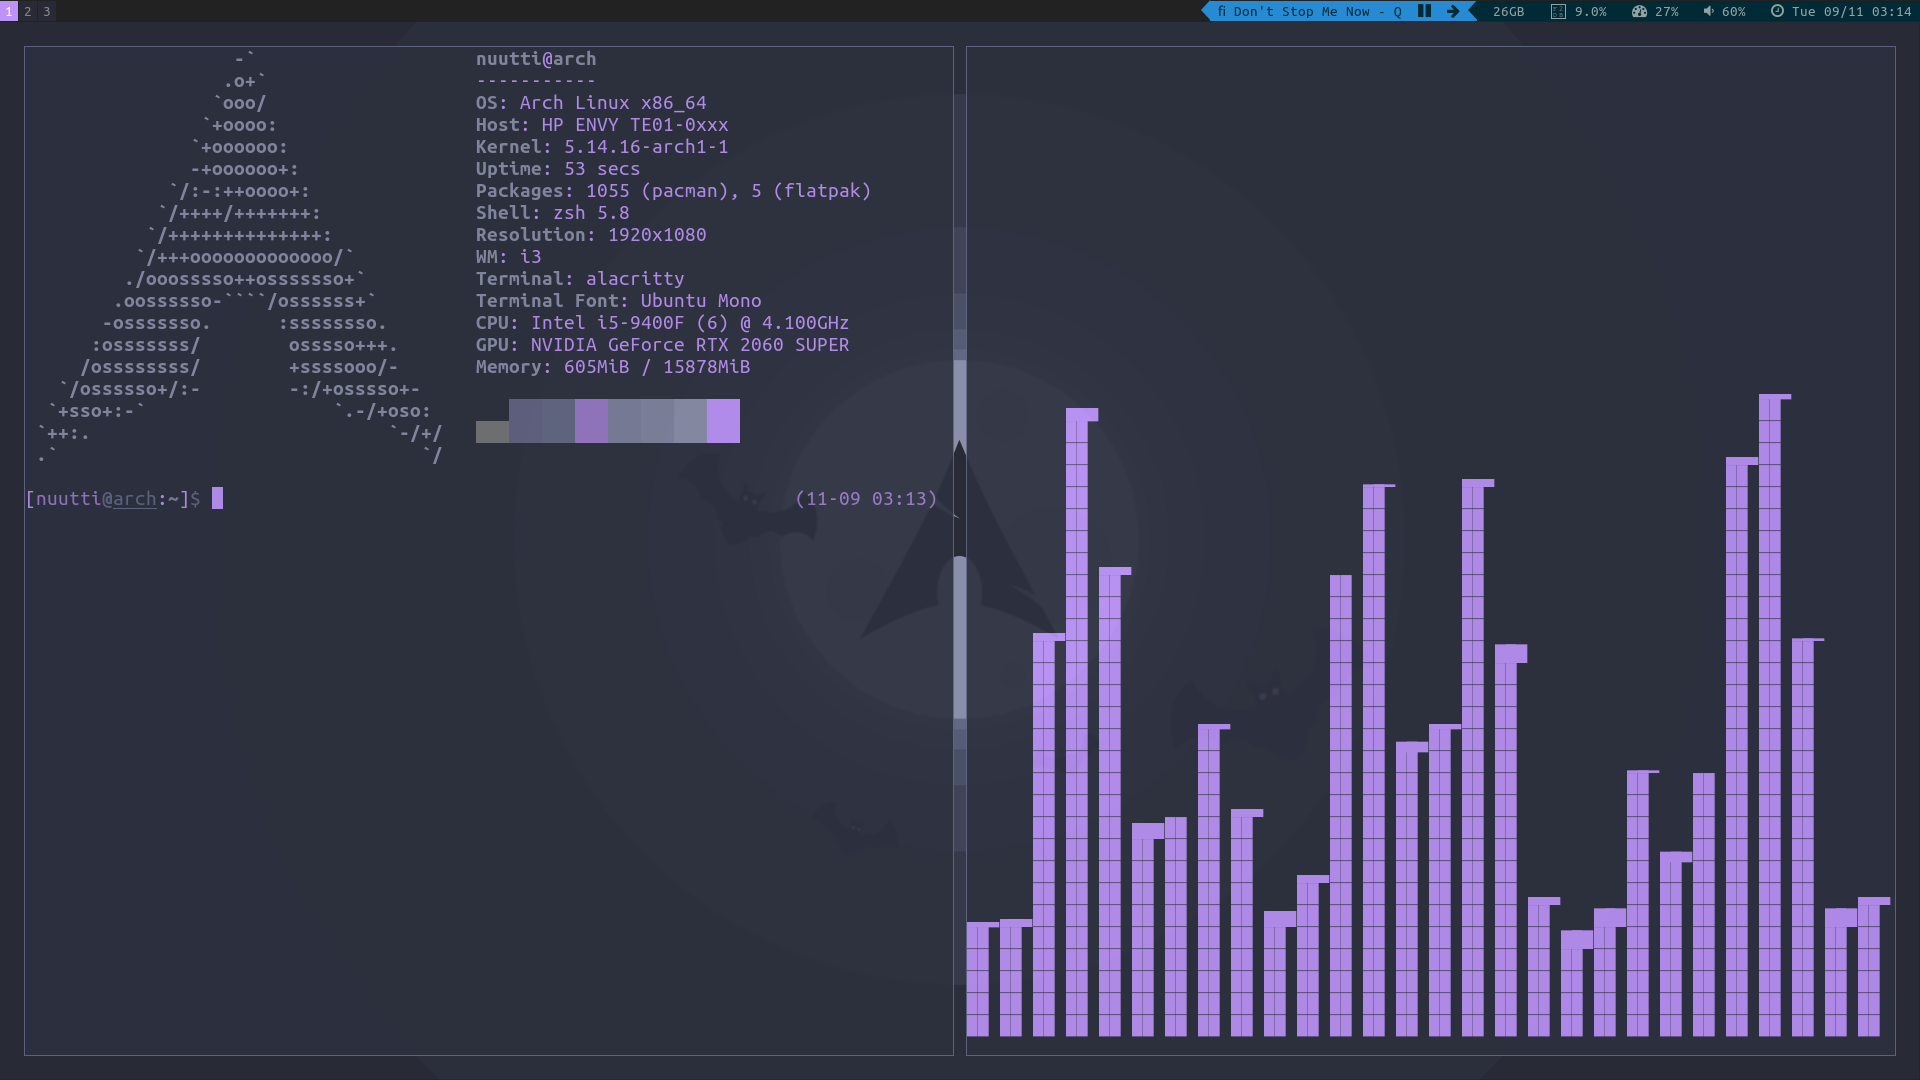 1 2 3
fi Don't Stop Me Now - Q
26GB 9.0% 27% 60% Tue 09/11 03:14
                   -`
                  .o+`
                 `ooo/
                `+oooo:
               `+oooooo:
               -+oooooo+:
             `/:-:++oooo+:
            `/++++/+++++++:
           `/++++++++++++++:
          `/+++ooooooooooooo/`
         ./ooosssso++osssssso+`
        .oossssso-````/ossssss+`
       -osssssso.      :ssssssso.
      :osssssss/        osssso+++.
     /ossssssss/        +ssssooo/-
   `/ossssso+/:-        -:/+osssso+-
  `+sso+:-`                 `.-/+oso:
 `++:.                           `-/+/
 .`                                 `/
nuutti@arch
-----------
OS: Arch Linux x86_64
Host: HP ENVY TE01-0xxx
Kernel: 5.14.16-arch1-1
Uptime: 53 secs
Packages: 1055 (pacman), 5 (flatpak)
Shell: zsh 5.8
Resolution: 1920x1080
WM: i3
Terminal: alacritty
Terminal Font: Ubuntu Mono
CPU: Intel i5-9400F (6) @ 4.100GHz
GPU: NVIDIA GeForce RTX 2060 SUPER
Memory: 605MiB / 15878MiB
[nuutti@arch:~]$ (11-09 03:13)